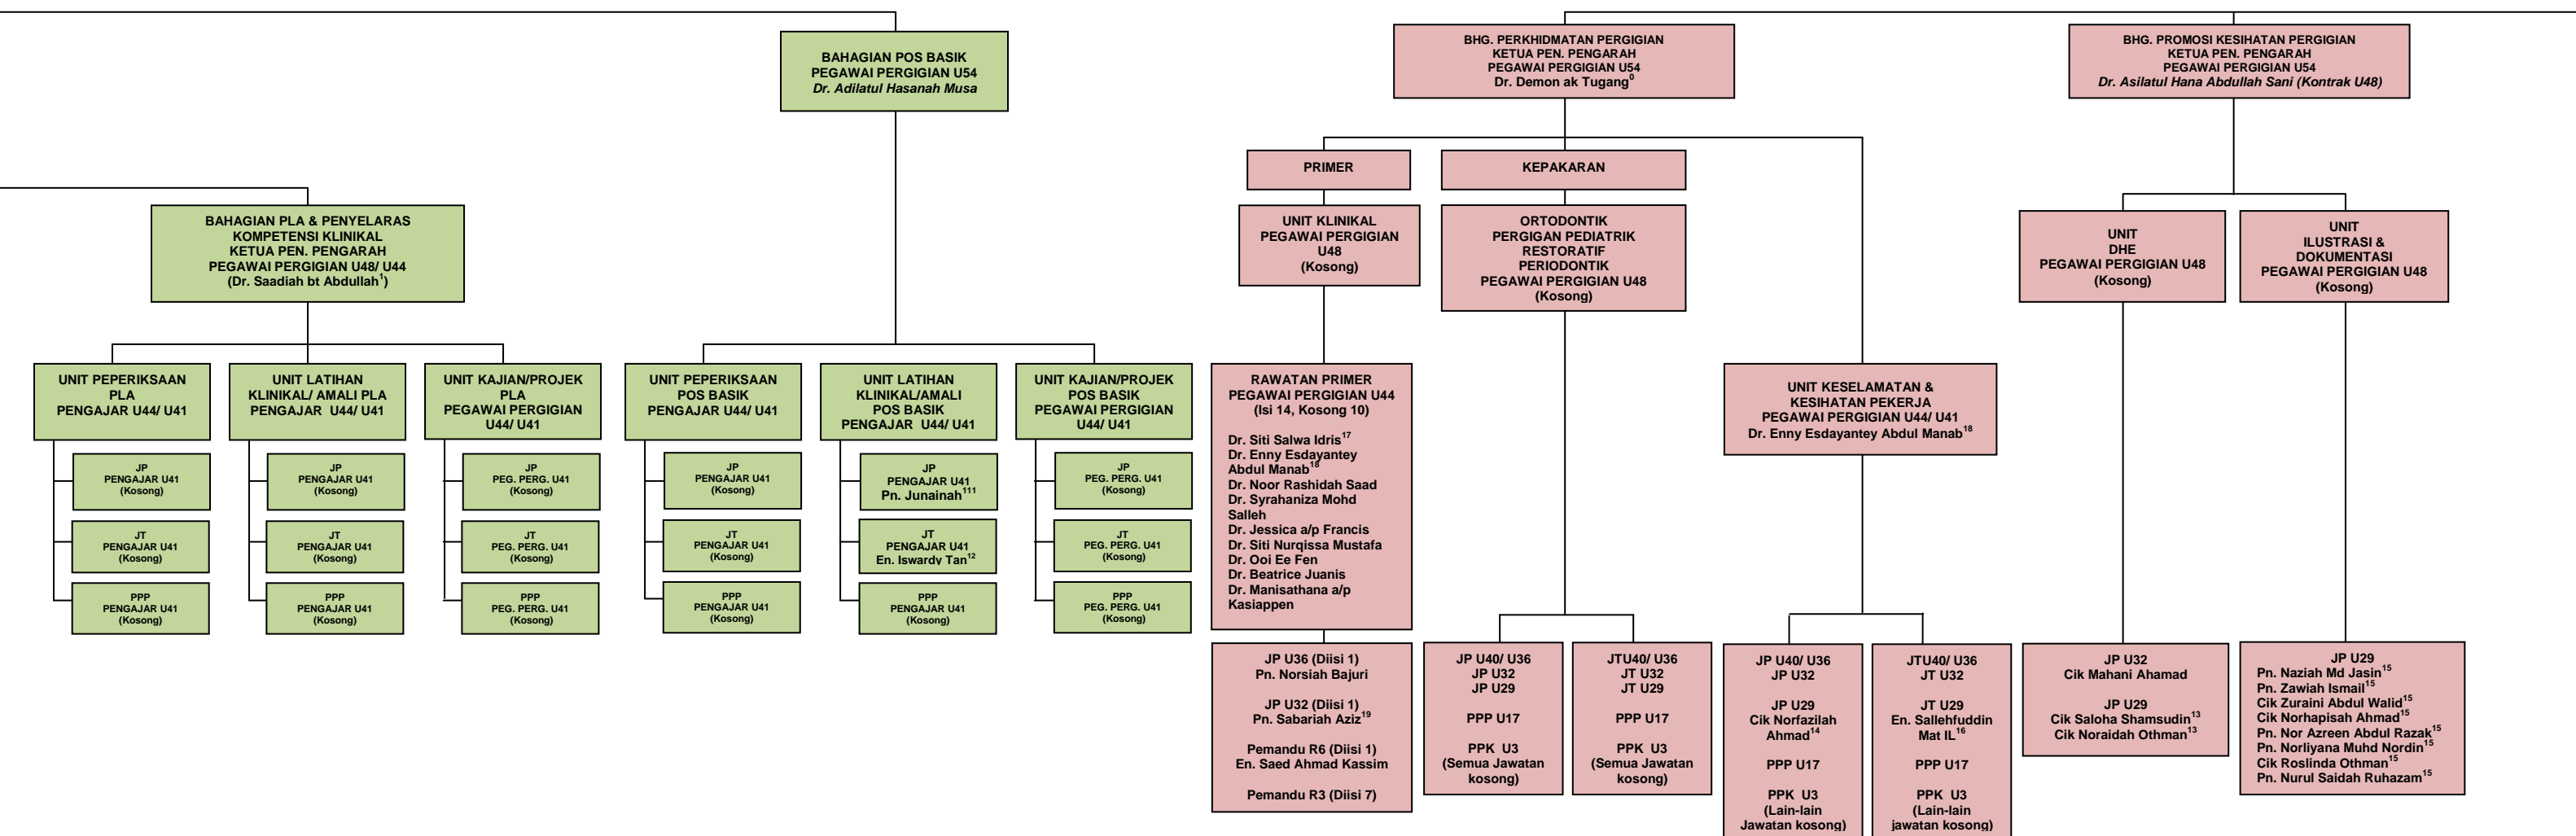 BAHAGIAN POS BASIK
PEGAWAI PERGIGIAN U54
Dr. Adilatul Hasanah Musa
BHG. PERKHIDMATAN PERGIGIAN
KETUA PEN. PENGARAH
PEGAWAI PERGIGIAN U54
Dr. Demon ak Tugang0
BHG. PROMOSI KESIHATAN PERGIGIAN
KETUA PEN. PENGARAH
PEGAWAI PERGIGIAN U54
Dr. Asilatul Hana Abdullah Sani (Kontrak U48)
PRIMER
KEPAKARAN
BAHAGIAN PLA & PENYELARAS
KOMPETENSI KLINIKAL
KETUA PEN. PENGARAH
PEGAWAI PERGIGIAN U48/ U44
(Dr. Saadiah bt Abdullah1)
UNIT KLINIKAL
PEGAWAI PERGIGIAN
U48
(Kosong)
ORTODONTIK
PERGIGAN PEDIATRIK
RESTORATIF
PERIODONTIK
PEGAWAI PERGIGIAN U48
(Kosong)
UNIT
DHE
PEGAWAI PERGIGIAN U48
(Kosong)
UNIT
ILUSTRASI &
DOKUMENTASI
PEGAWAI PERGIGIAN U48
(Kosong)
UNIT PEPERIKSAAN
PLA
PENGAJAR U44/ U41
UNIT LATIHAN
KLINIKAL/ AMALI PLA
PENGAJAR U44/ U41
UNIT KAJIAN/PROJEK
PLA
PEGAWAI PERGIGIAN
U44/ U41
UNIT PEPERIKSAAN
POS BASIK
PENGAJAR U44/ U41
UNIT LATIHAN
KLINIKAL/AMALI
POS BASIK
PENGAJAR U44/ U41
UNIT KAJIAN/PROJEK
POS BASIK
PEGAWAI PERGIGIAN
U44/ U41
RAWATAN PRIMER
PEGAWAI PERGIGIAN U44
(Isi 14, Kosong 10)
Dr. Siti Salwa Idris17
Dr. Enny Esdayantey
Abdul Manab18
Dr. Noor Rashidah Saad
Dr. Syrahaniza Mohd
Salleh
Dr. Jessica a/p Francis
Dr. Siti Nurqissa Mustafa
Dr. Ooi Ee Fen
Dr. Beatrice Juanis
Dr. Manisathana a/p
Kasiappen
UNIT KESELAMATAN &
KESIHATAN PEKERJA
PEGAWAI PERGIGIAN U44/ U41
Dr. Enny Esdayantey Abdul Manab18
JP
PENGAJAR U41
(Kosong)
JP
PENGAJAR U41
(Kosong)
JP
PEG. PERG. U41
(Kosong)
JP
PENGAJAR U41
(Kosong)
JP
PENGAJAR U41
Pn. Junainah111
JP
PEG. PERG. U41
(Kosong)
JT
PENGAJAR U41
(Kosong)
JT
PENGAJAR U41
(Kosong)
JT
PEG. PERG. U41
(Kosong)
JT
PENGAJAR U41
(Kosong)
JT
PENGAJAR U41
En. Iswardy Tan12
JT
PEG. PERG. U41
(Kosong)
PPP
PENGAJAR U41
(Kosong)
PPP
PENGAJAR U41
(Kosong)
PPP
PEG. PERG. U41
(Kosong)
PPP
PENGAJAR U41
(Kosong)
PPP
PENGAJAR U41
(Kosong)
PPP
PEG. PERG. U41
(Kosong)
JP U36 (Diisi 1)
Pn. Norsiah Bajuri
JP U32 (Diisi 1)
Pn. Sabariah Aziz19
Pemandu R6 (Diisi 1)
En. Saed Ahmad Kassim
Pemandu R3 (Diisi 7)
JP U40/ U36
JP U32
JP U29
PPP U17
PPK U3
(Semua Jawatan
kosong)
JTU40/ U36
JT U32
JT U29
PPP U17
PPK U3
(Semua Jawatan
kosong)
JP U40/ U36
JP U32
JP U29
Cik Norfazilah
Ahmad14
PPP U17
PPK U3
(Lain-lain
Jawatan kosong)
JTU40/ U36
JT U32
JT U29
En. Sallehfuddin
Mat IL16
PPP U17
PPK U3
(Lain-lain
jawatan kosong)
JP U32
Cik Mahani Ahamad
JP U29
Cik Saloha Shamsudin13
Cik Noraidah Othman13
JP U29
Pn. Naziah Md Jasin15
Pn. Zawiah Ismail15
Cik Zuraini Abdul Walid15
Cik Norhapisah Ahmad15
Pn. Nor Azreen Abdul Razak15
Pn. Norliyana Muhd Nordin15
Cik Roslinda Othman15
Pn. Nurul Saidah Ruhazam15